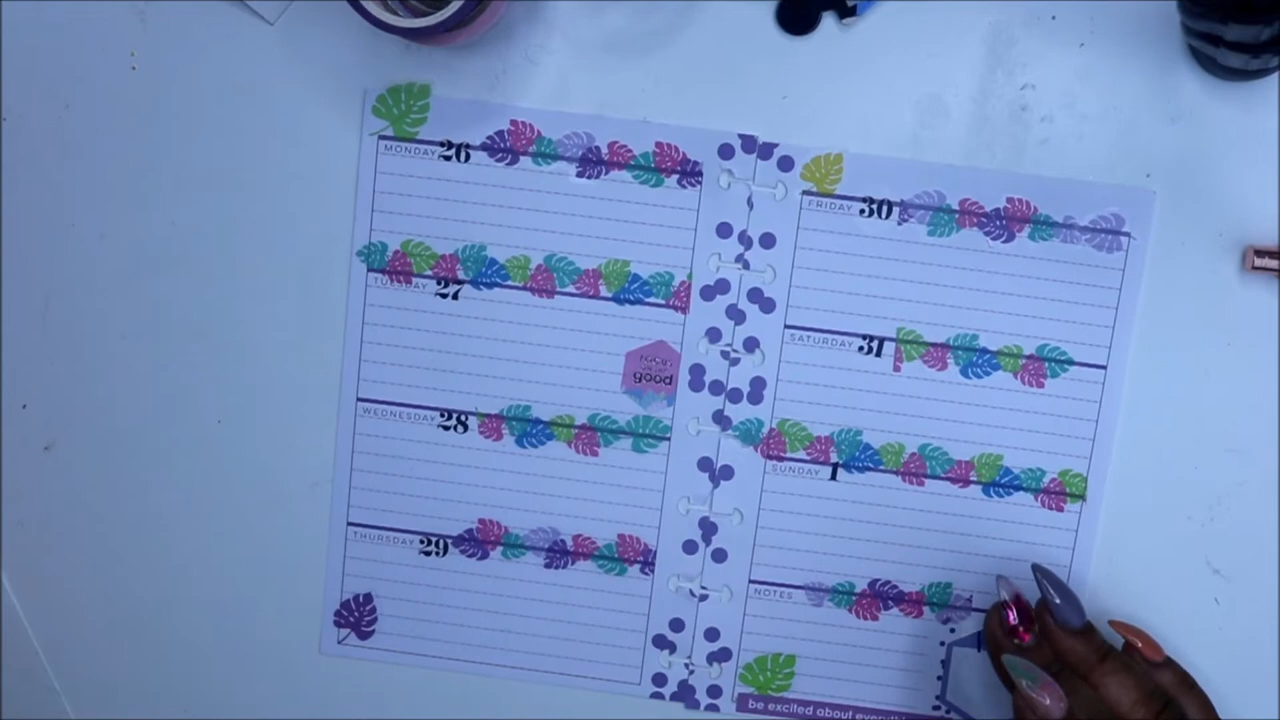 MONDAY 26
TUESDAY 27
good
WEDNESDAY 28
THURSDAY 29
FRIDAY 30
SATURDAY 31
SUNDAY 1
NOTES
be excited about everything